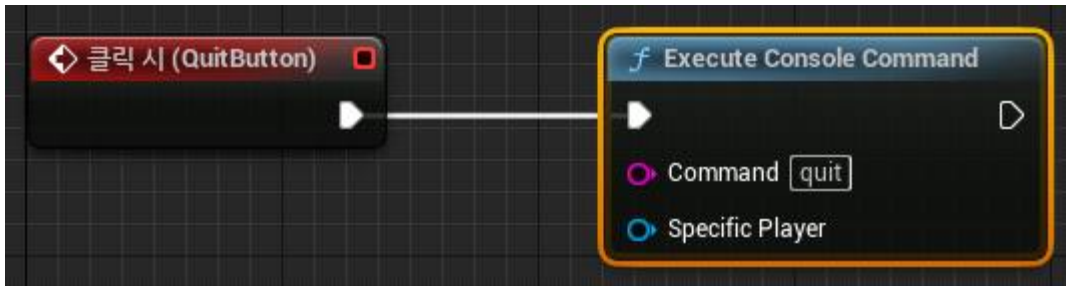 클릭 시 (QuitButton)
f Execute Console Command
Command quit
Specific Player